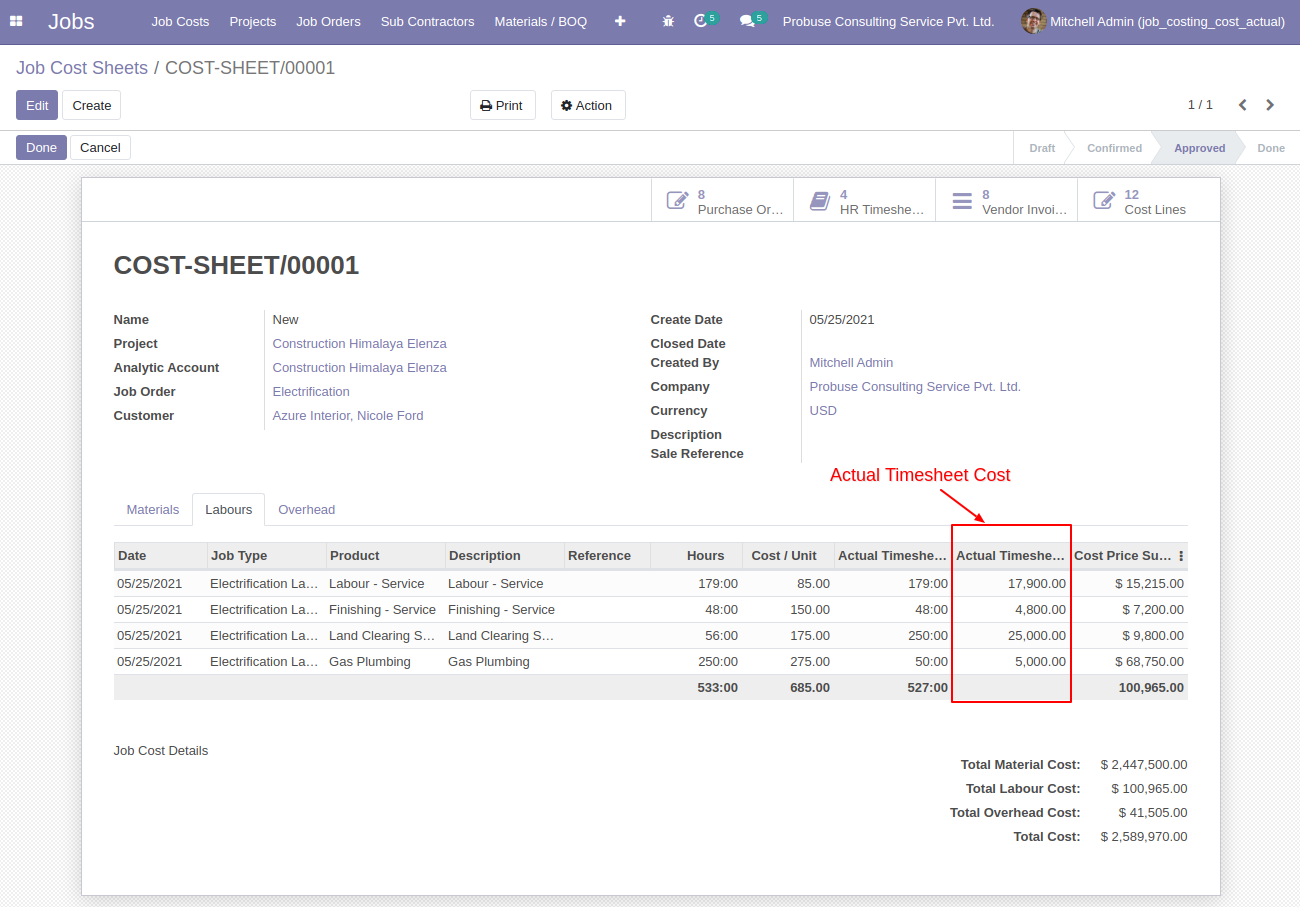 Jobs Job Costs Projects Job Orders Sub Contractors Materials / BOQ 5 5 Probuse Consulting Service Pvt. Ltd. Mitchell Admin (job_costing_cost_actual)
Job Cost Sheets / COST-SHEET/00001
Edit Create Print Action 1 / 1
Done Cancel Draft Confirmed Approved Done
8 4 8 12
Purchase Or… HR Timeshe… Vendor Invoi… Cost Lines
COST-SHEET/00001
Name New Create Date 05/25/2021
Project Construction Himalaya Elenza Closed Date
Created By Mitchell Admin
Analytic Account Construction Himalaya Elenza
Company Probuse Consulting Service Pvt. Ltd.
Job Order Electrification
Currency USD
Customer Azure Interior, Nicole Ford
Description
Sale Reference
Actual Timesheet Cost
Materials Labours Overhead
Date Job Type Product Description Reference Hours Cost / Unit Actual Timeshe… Actual Timeshe… Cost Price Su…
05/25/2021 Electrification La… Labour - Service Labour - Service 179:00 85.00 179:00 17,900.00 $ 15,215.00
05/25/2021 Electrification La… Finishing - Service Finishing - Service 48:00 150.00 48:00 4,800.00 $ 7,200.00
05/25/2021 Electrification La… Land Clearing S… Land Clearing S… 56:00 175.00 250:00 25,000.00 $ 9,800.00
05/25/2021 Electrification La… Gas Plumbing Gas Plumbing 250:00 275.00 50:00 5,000.00 $ 68,750.00
533:00 685.00 527:00 100,965.00
Job Cost Details
Total Material Cost: $ 2,447,500.00
Total Labour Cost: $ 100,965.00
Total Overhead Cost: $ 41,505.00
Total Cost: $ 2,589,970.00